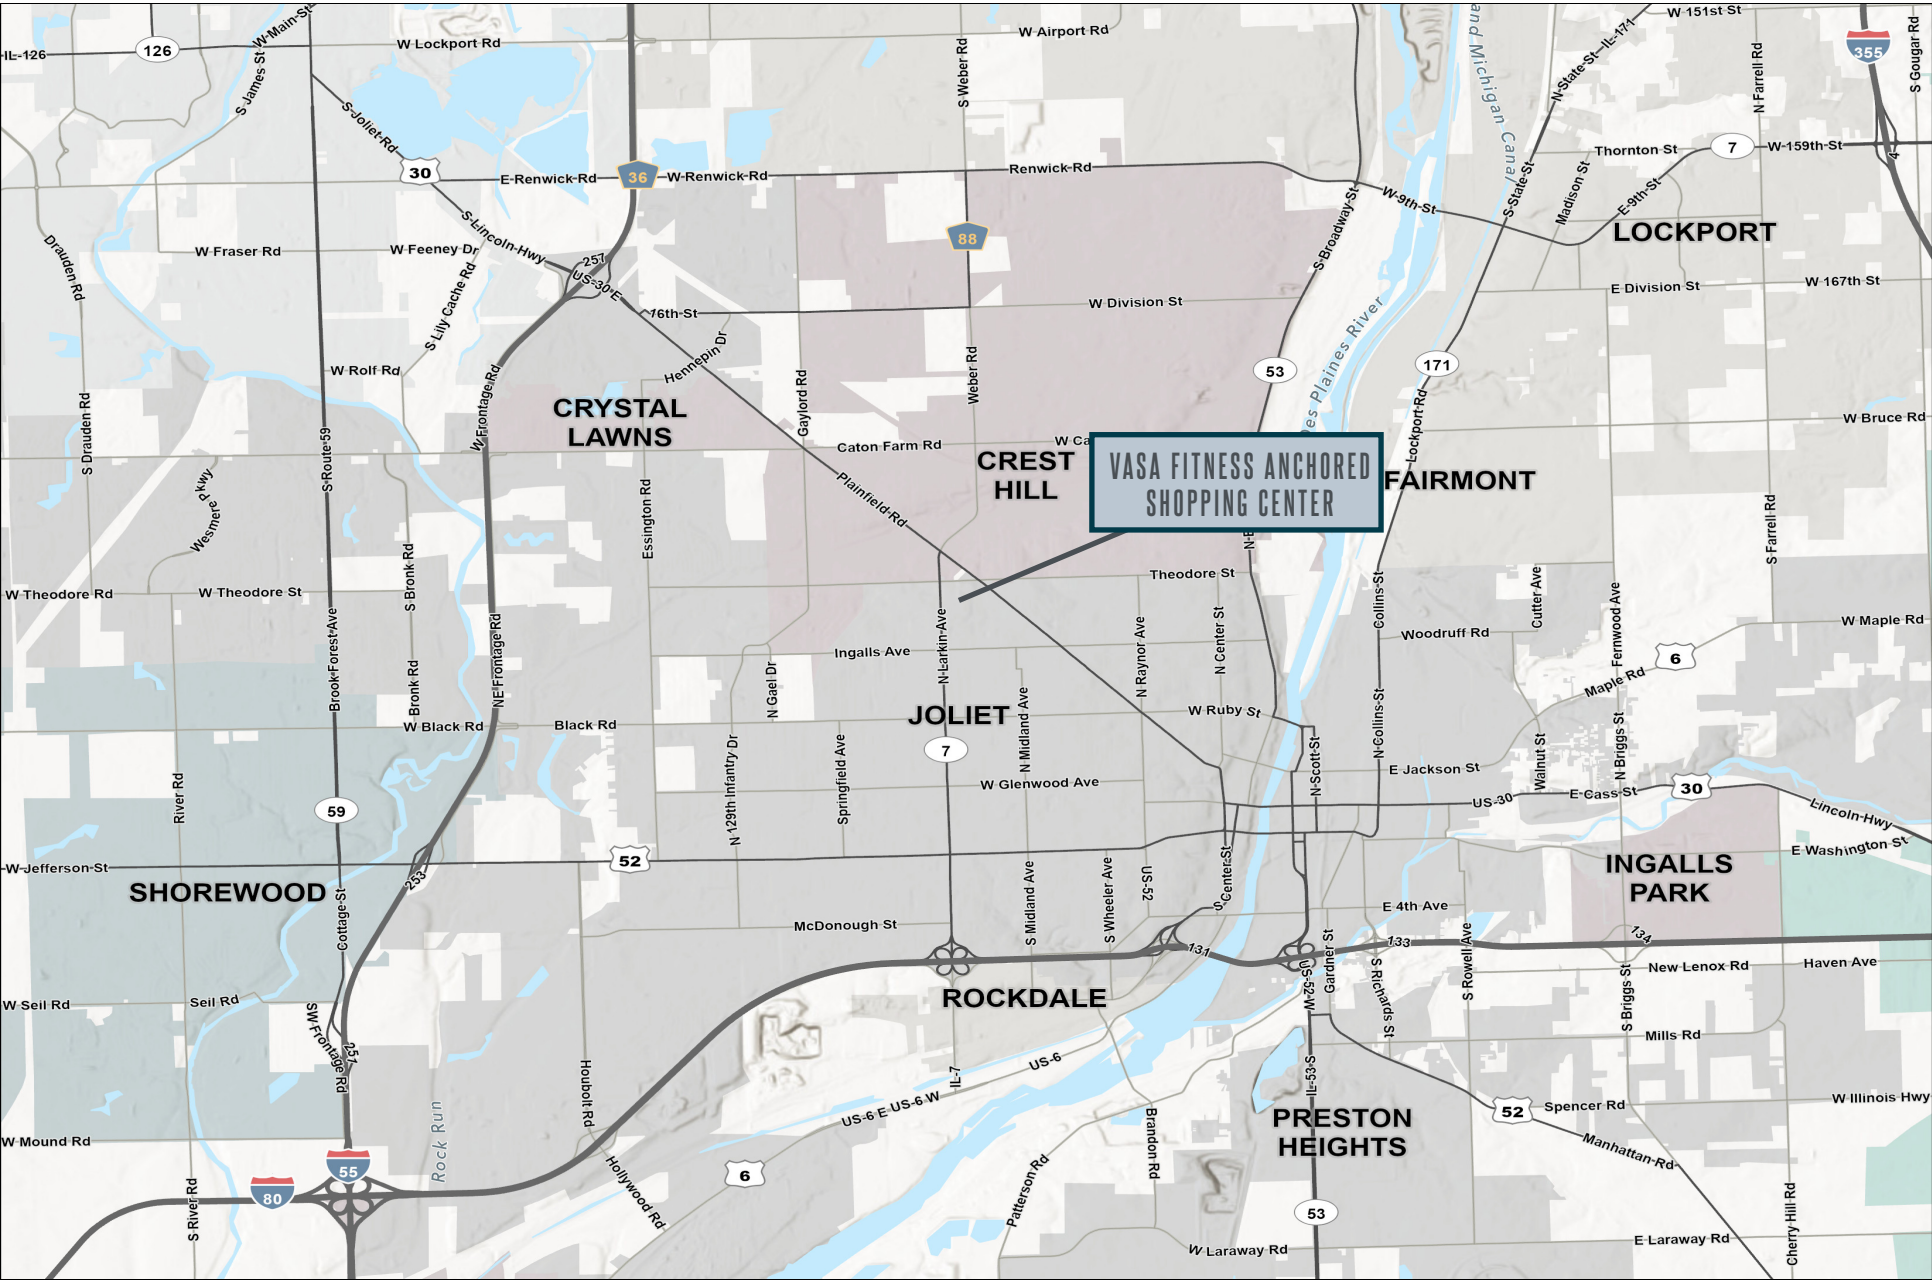 W 151st St
S Gougar Rd
355
W-Main-St
IL-126
126
W Lockport Rd
W Airport Rd
S James St
S Weber Rd
and Michigan Canal
N-State-St
IL-171
N Farrell Rd
S-Joliet-Rd
30
E-Renwick-Rd
36
W-Renwick-Rd
Renwick-Rd
Thornton St
7
W-159th-St
4
W-9th-St
S-State-St
Madison St
E-9th-St
LOCKPORT
S-Lincoln-Hwy
88
S-Broadway-St
Drauden Rd
W Fraser Rd
W Feeney Dr
257
US-30-E
S Lily Cache Rd
16th-St
W Division St
E Division St
W 167th St
Des Plaines River
Hennepin Dr
W Rolf Rd
53
171
W Frontage Rd
Gaylord Rd
Weber Rd
Lockport-Rd
S Drauden Rd
S-Route-59
CRYSTAL
LAWNS
W Bruce Rd
Caton Farm Rd
W Ca
CREST
HILL
VASA FITNESS ANCHORED
SHOPPING CENTER
FAIRMONT
Plainfield-Rd
Wesmere Pkwy
Essington Rd
S Farrell Rd
S Bronk Rd
W Theodore Rd
W Theodore St
Theodore St
Collins-St
Cutter Ave
Fernwood Ave
Brook-Forest-Ave
NE Frontage Rd
N-Larkin-Ave
N Raynor Ave
N Center St
Woodruff Rd
W Maple Rd
6
Maple Rd
Ingalls Ave
Bronk Rd
N Gael Dr
N Midland Ave
W Black Rd
Black Rd
JOLIET
W Ruby St
N-Collins-St
N Briggs St
7
N 129th Infantry Dr
Springfield Ave
N-Scott-St
Walnut St
River Rd
W Glenwood Ave
E Jackson St
59
US-30
E-Cass-St
30
Lincoln-Hwy
E Washington St
W-Jefferson-St
52
253
US-52
S-Center-St
SHOREWOOD
Cottage-St
S Midland Ave
S Wheeler Ave
INGALLS
PARK
E 4th Ave
McDonough St
131
Gardner St
133
134
S Richards-St
S-Rowell-Ave
New Lenox Rd
Haven Ave
W Seil Rd
Seil Rd
ROCKDALE
US-52-W
S-Briggs St
SW-Frontage Rd
251
Mills Rd
IL-7
US-6
Houbolt Rd
IL-53-S
US-6 E US-6 W
Rock Run
PRESTON
HEIGHTS
52
Spencer Rd
W Illinois Hwy
Brandon Rd
Manhattan-Rd
W Mound Rd
55
80
6
Hollywood Rd
Patterson Rd
S River Rd
53
Cherry Hill Rd
W Laraway Rd
E Laraway Rd